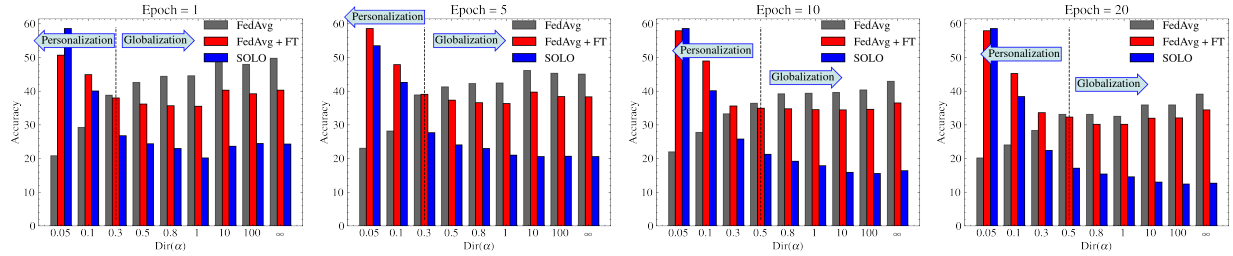 Epoch = 1
Accuracy
60
50
40
30
20
10
0
Personalization
Globalization
FedAvg
FedAvg + FT
SOLO
0.05 0.1 0.3 0.5 0.8 1 10 100 ∞
Dir(α)
Epoch = 5
60
50
40
30
20
10
0
Personalization
Globalization
FedAvg
FedAvg + FT
SOLO
0.05 0.1 0.3 0.5 0.8 1 10 100 ∞
Dir(α)
Epoch = 10
60
50
40
30
20
10
0
Personalization
Globalization
FedAvg
FedAvg + FT
SOLO
0.05 0.1 0.3 0.5 0.8 1 10 100 ∞
Dir(α)
Epoch = 20
60
50
40
30
20
10
0
Personalization
Globalization
FedAvg
FedAvg + FT
SOLO
0.05 0.1 0.3 0.5 0.8 1 10 100 ∞
Dir(α)